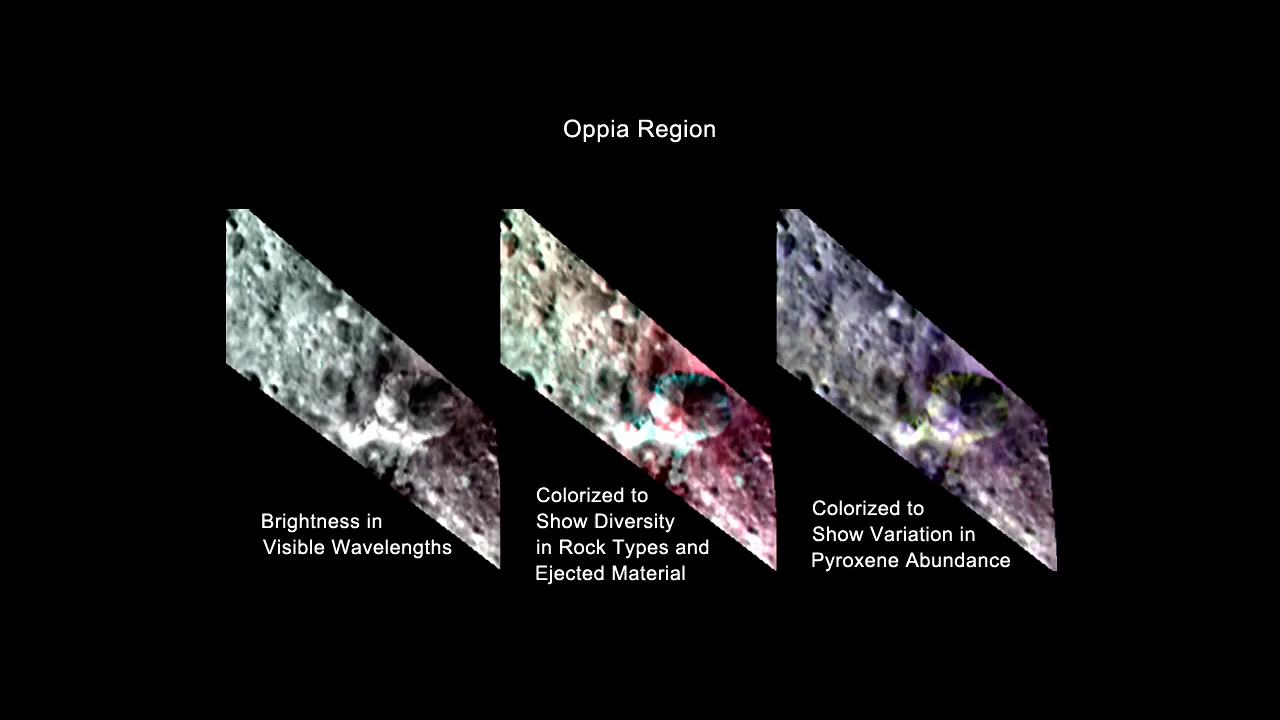 Oppia Region
Brightness in
Visible Wavelengths
Colorized to
Show Diversity
in Rock Types and
Ejected Material
Colorized to
Show Variation in
Pyroxene Abundance